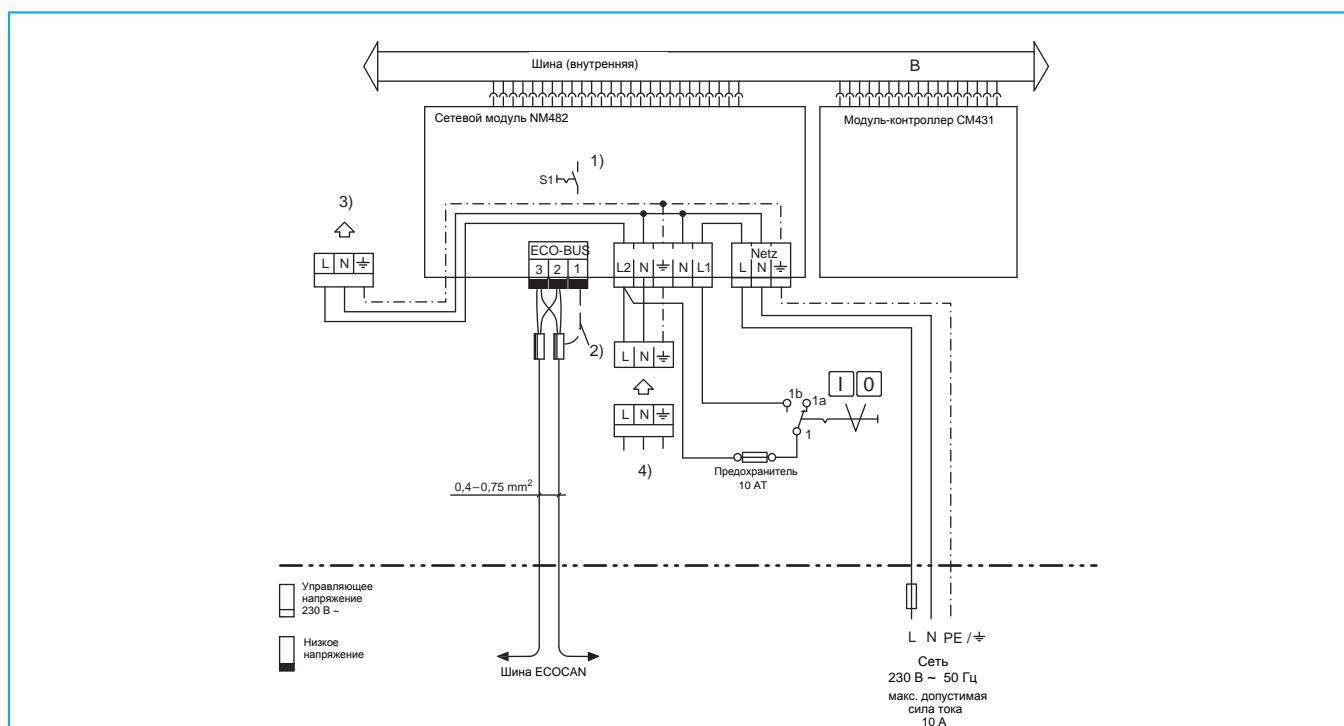 Шина (внутренняя)
B
Сетевой модуль NM482
Модуль-контроллер CM431
1)
S1
3)
L N ⏚
ECO-BUS
3 2 1
L2 N ⏚ N L1
Netz
L N ⏚
2)
L N ⏚
L N ⏚
4)
1b
1a
1
I 0
Предохранитель
10 AT
0,4–0,75 mm²
Управляющее
напряжение
230 В ~
Низкое
напряжение
Шина ECOCAN
L N PE / ⏚
Сеть
230 В ~ 50 Гц
макс. допустимая
сила тока
10 А